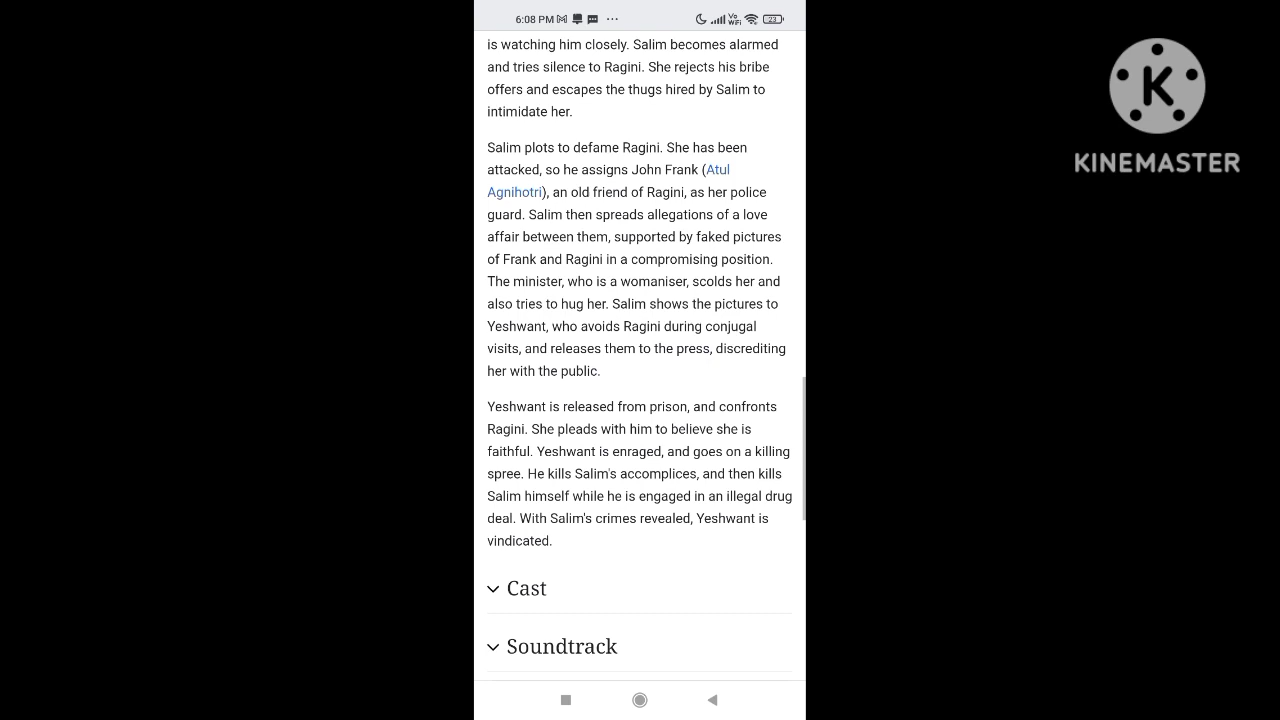 6:08 PM
Vo
WiFi
23
is watching him closely. Salim becomes alarmed
and tries silence to Ragini. She rejects his bribe
offers and escapes the thugs hired by Salim to
intimidate her.
Salim plots to defame Ragini. She has been
attacked, so he assigns John Frank (Atul
Agnihotri), an old friend of Ragini, as her police
guard. Salim then spreads allegations of a love
affair between them, supported by faked pictures
of Frank and Ragini in a compromising position.
The minister, who is a womaniser, scolds her and
also tries to hug her. Salim shows the pictures to
Yeshwant, who avoids Ragini during conjugal
visits, and releases them to the press, discrediting
her with the public.
Yeshwant is released from prison, and confronts
Ragini. She pleads with him to believe she is
faithful. Yeshwant is enraged, and goes on a killing
spree. He kills Salim's accomplices, and then kills
Salim himself while he is engaged in an illegal drug
deal. With Salim's crimes revealed, Yeshwant is
vindicated.
Cast
Soundtrack
K
KINEMASTER